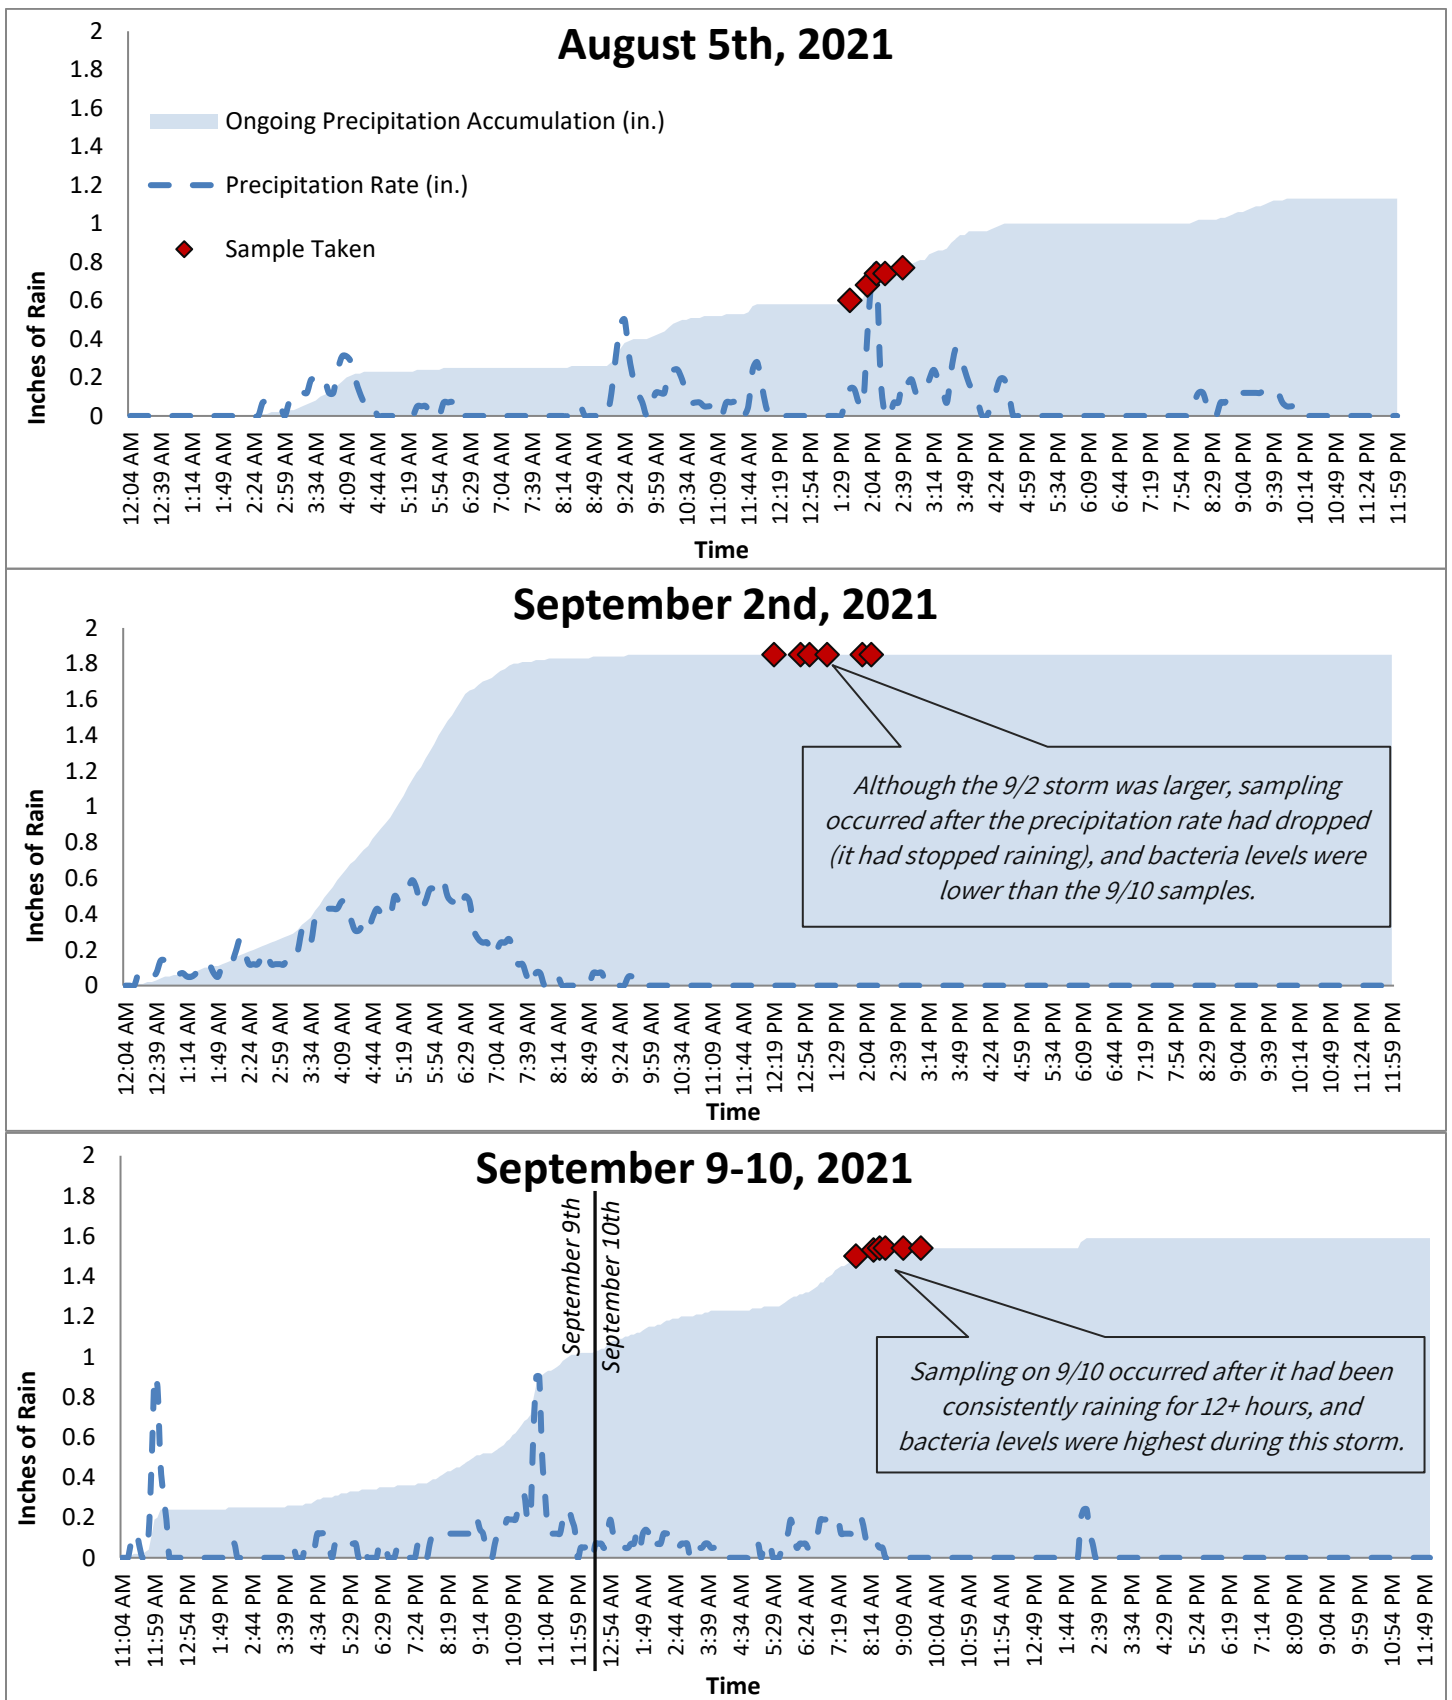 August 5th, 2021
2
1.8
1.6
1.4
1.2
1
0.8
0.6
0.4
0.2
0
Inches of Rain
Ongoing Precipitation Accumulation (in.)
Precipitation Rate (in.)
Sample Taken
12:04 AM
12:39 AM
1:14 AM
1:49 AM
2:24 AM
2:59 AM
3:34 AM
4:09 AM
4:44 AM
5:19 AM
5:54 AM
6:29 AM
7:04 AM
7:39 AM
8:14 AM
8:49 AM
9:24 AM
9:59 AM
10:34 AM
11:09 AM
11:44 AM
12:19 PM
12:54 PM
1:29 PM
2:04 PM
2:39 PM
3:14 PM
3:49 PM
4:24 PM
4:59 PM
5:34 PM
6:09 PM
6:44 PM
7:19 PM
7:54 PM
8:29 PM
9:04 PM
9:39 PM
10:14 PM
10:49 PM
11:24 PM
11:59 PM
Time
September 2nd, 2021
2
1.8
1.6
1.4
1.2
1
0.8
0.6
0.4
0.2
0
Inches of Rain
Although the 9/2 storm was larger, sampling
occurred after the precipitation rate had dropped
(it had stopped raining), and bacteria levels were
lower than the 9/10 samples.
12:04 AM
12:39 AM
1:14 AM
1:49 AM
2:24 AM
2:59 AM
3:34 AM
4:09 AM
4:44 AM
5:19 AM
5:54 AM
6:29 AM
7:04 AM
7:39 AM
8:14 AM
8:49 AM
9:24 AM
9:59 AM
10:34 AM
11:09 AM
11:44 AM
12:19 PM
12:54 PM
1:29 PM
2:04 PM
2:39 PM
3:14 PM
3:49 PM
4:24 PM
4:59 PM
5:34 PM
6:09 PM
6:44 PM
7:19 PM
7:54 PM
8:29 PM
9:04 PM
9:39 PM
10:14 PM
10:49 PM
11:24 PM
11:59 PM
Time
September 9-10, 2021
2
1.8
1.6
1.4
1.2
1
0.8
0.6
0.4
0.2
0
Inches of Rain
September 9th
September 10th
Sampling on 9/10 occurred after it had been
consistently raining for 12+ hours, and
bacteria levels were highest during this storm.
11:04 AM
11:59 AM
12:54 PM
1:49 PM
2:44 PM
3:39 PM
4:34 PM
5:29 PM
6:29 PM
7:24 PM
8:19 PM
9:14 PM
10:09 PM
11:04 PM
11:59 PM
12:54 AM
1:49 AM
2:44 AM
3:39 AM
4:34 AM
5:29 AM
6:24 AM
7:19 AM
8:14 AM
9:09 AM
10:04 AM
10:59 AM
11:54 AM
12:49 PM
1:44 PM
2:39 PM
3:34 PM
4:29 PM
5:24 PM
6:19 PM
7:14 PM
8:09 PM
9:04 PM
9:59 PM
10:54 PM
11:49 PM
Time